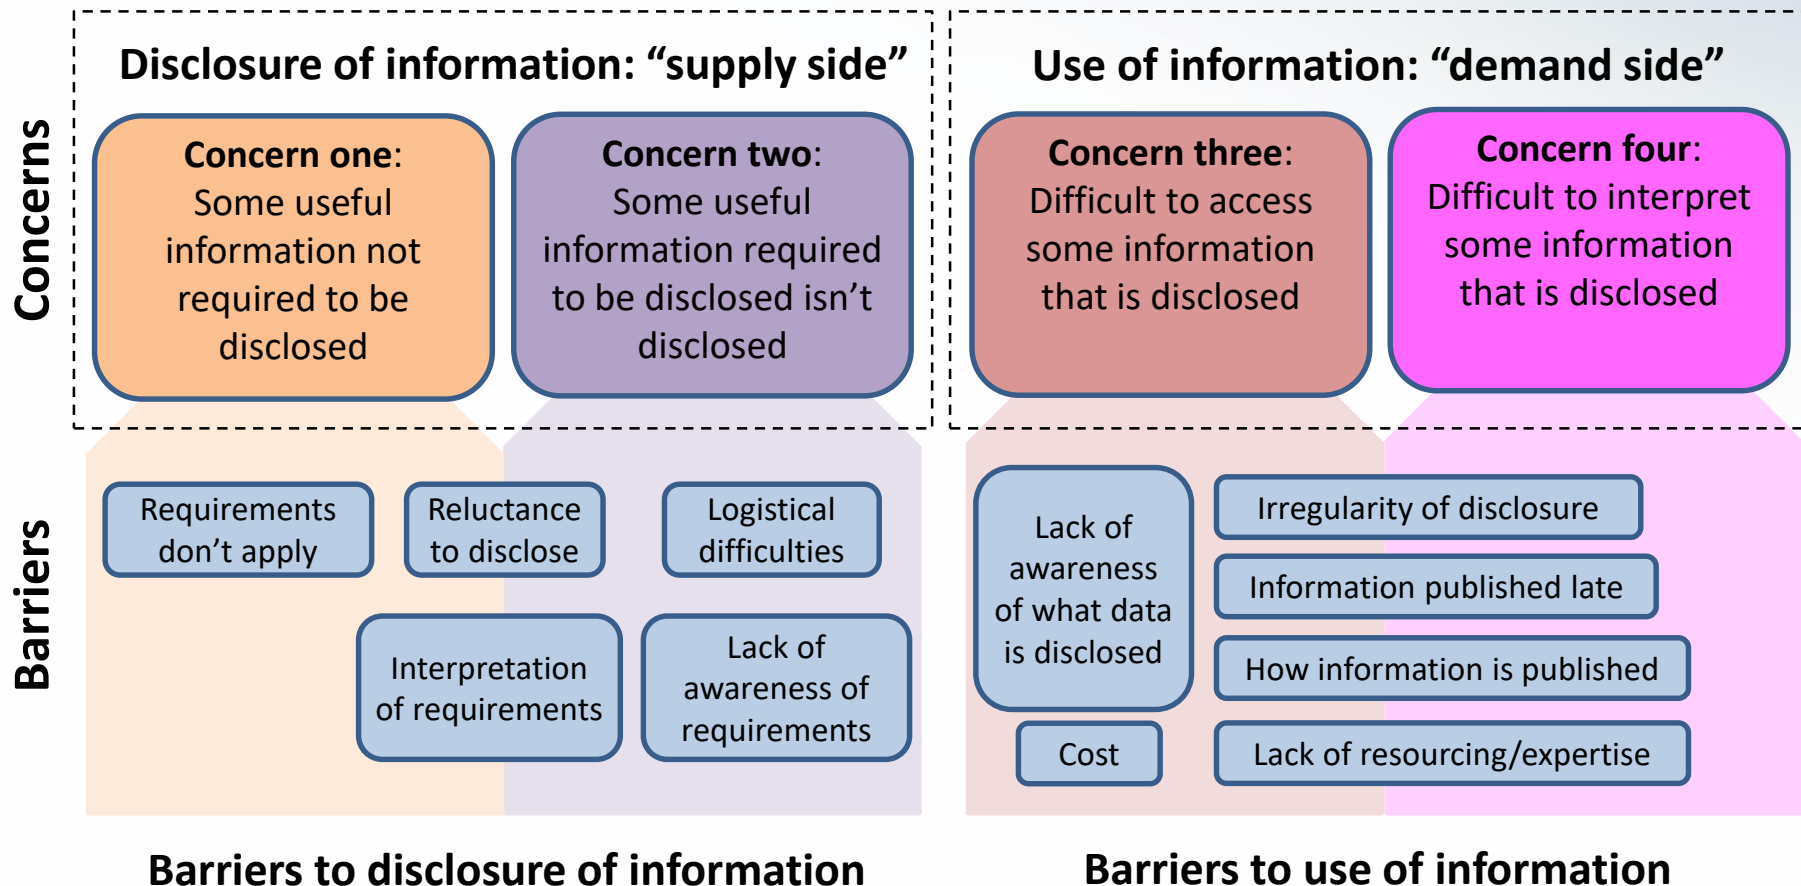 Disclosure of information: “supply side”
Use of information: “demand side”
Concerns
Concern one:
Some useful
information not
required to be
disclosed
Concern two:
Some useful
information required
to be disclosed isn’t
disclosed
Concern three:
Difficult to access
some information
that is disclosed
Concern four:
Difficult to interpret
some information
that is disclosed
Barriers
Requirements
don’t apply
Reluctance
to disclose
Logistical
difficulties
Interpretation
of requirements
Lack of
awareness of
requirements
Lack of
awareness
of what data
is disclosed
Cost
Irregularity of disclosure
Information published late
How information is published
Lack of resourcing/expertise
Barriers to disclosure of information
Barriers to use of information